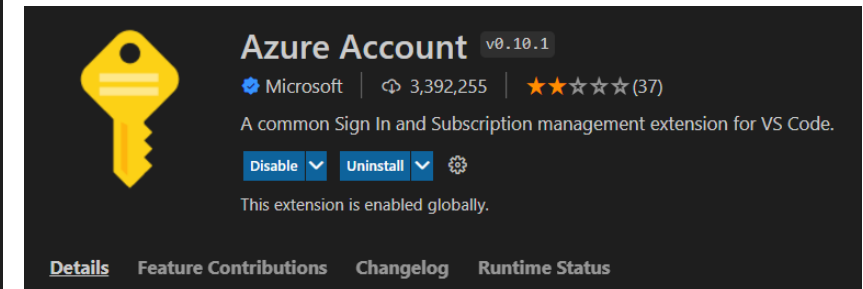 Azure Account v0.10.1
Microsoft 3,392,255 (37)
A common Sign In and Subscription management extension for VS Code.
Disable Uninstall
This extension is enabled globally.
Details Feature Contributions Changelog Runtime Status